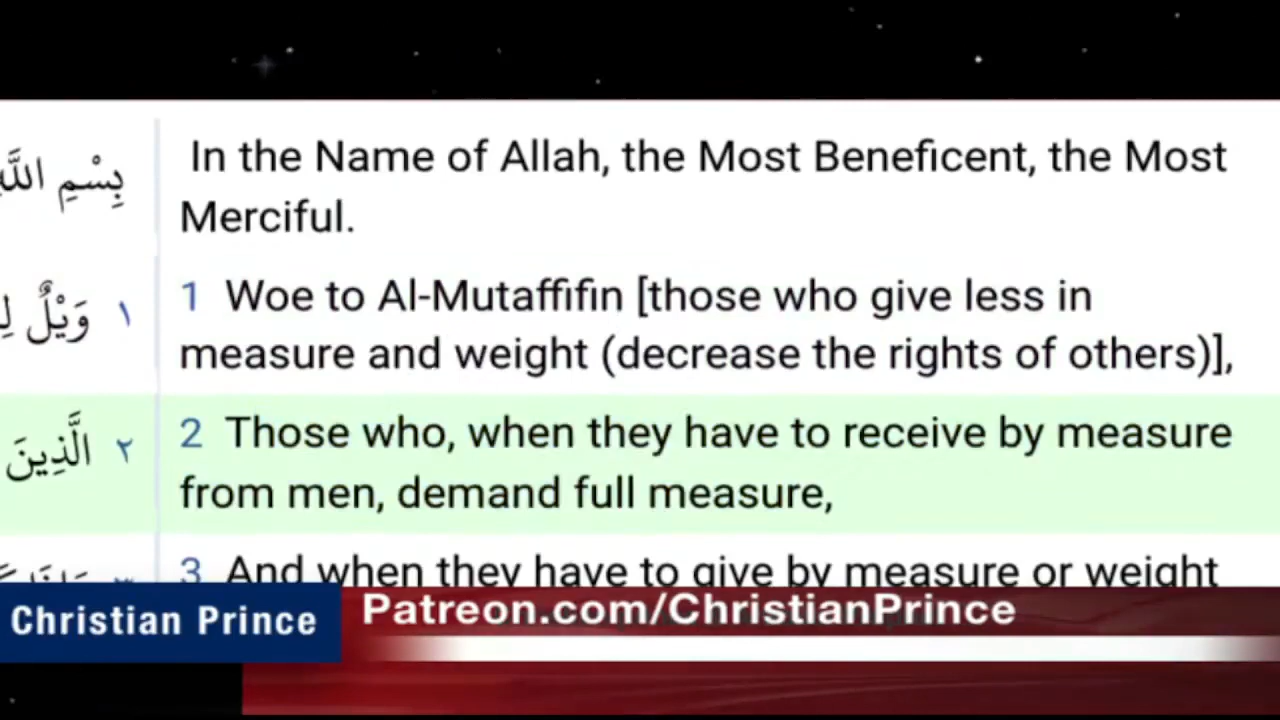 In the Name of Allah, the Most Beneficent, the Most
Merciful.
بِسْمِ
1 Woe to Al-Mutaffifin [those who give less in
measure and weight (decrease the rights of others)],
١ وَيْلٌ
2 Those who, when they have to receive by measure
from men, demand full measure,
٢ الَّذِينَ
3 And when they have to give by measure or weight
Christian Prince
Patreon.com/ChristianPrince